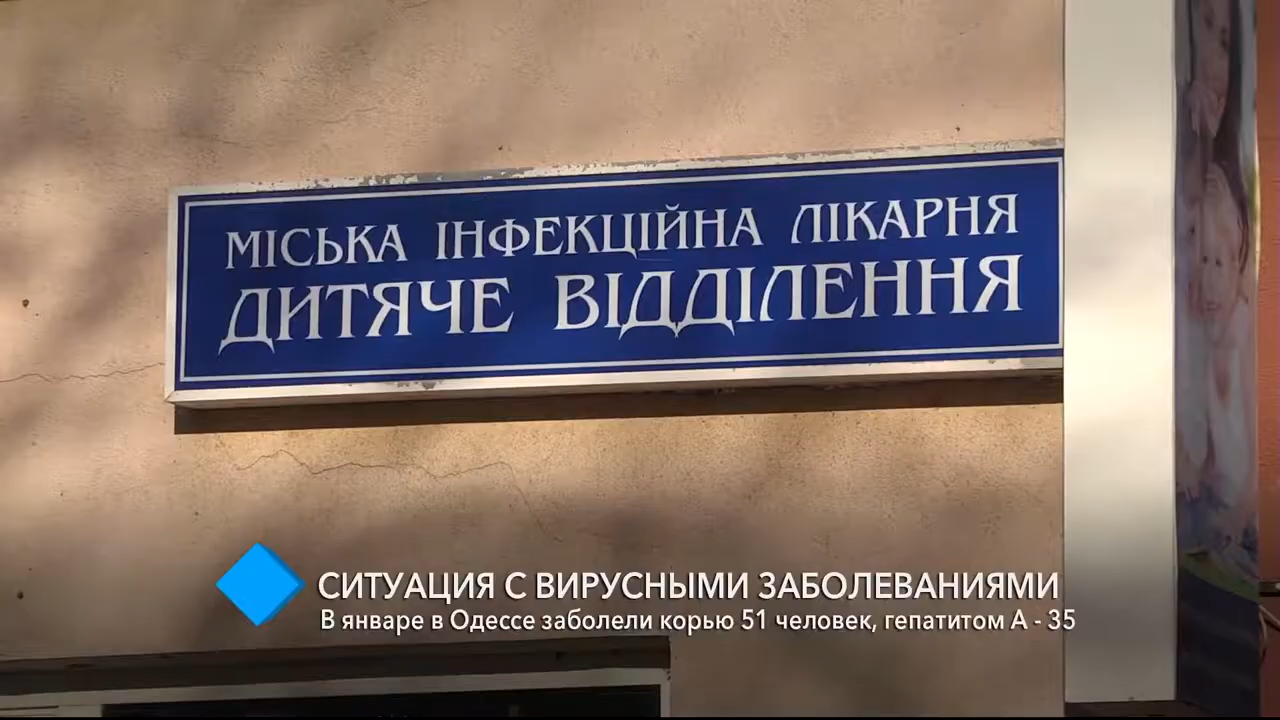 МІСЬКА ІНФЕКЦІЙНА ЛІКАРНЯ
ДИТЯЧЕ ВІДДІЛЕННЯ
СИТУАЦИЯ С ВИРУСНЫМИ ЗАБОЛЕВАНИЯМИ
В январе в Одессе заболели корью 51 человек, гепатитом А - 35